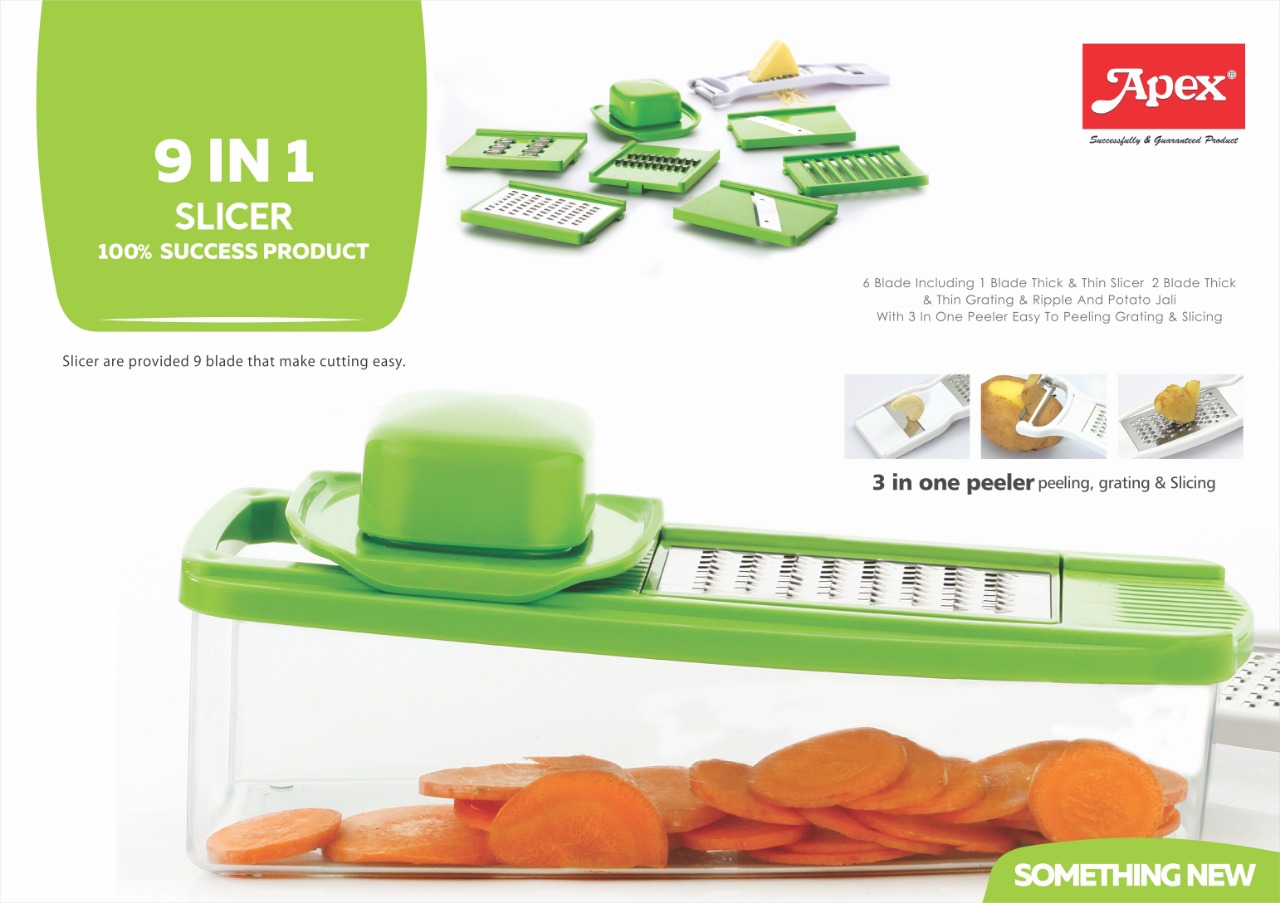 9 IN 1
SLICER
100% SUCCESS PRODUCT
Apex®
Successfully & Guaranteed Product
6 Blade Including 1 Blade Thick & Thin Slicer 2 Blade Thick
& Thin Grating & Ripple And Potato Jali
With 3 In One Peeler Easy To Peeling Grating & Slicing
Slicer are provided 9 blade that make cutting easy.
3 in one peeler peeling, grating & Slicing
SOMETHING NEW